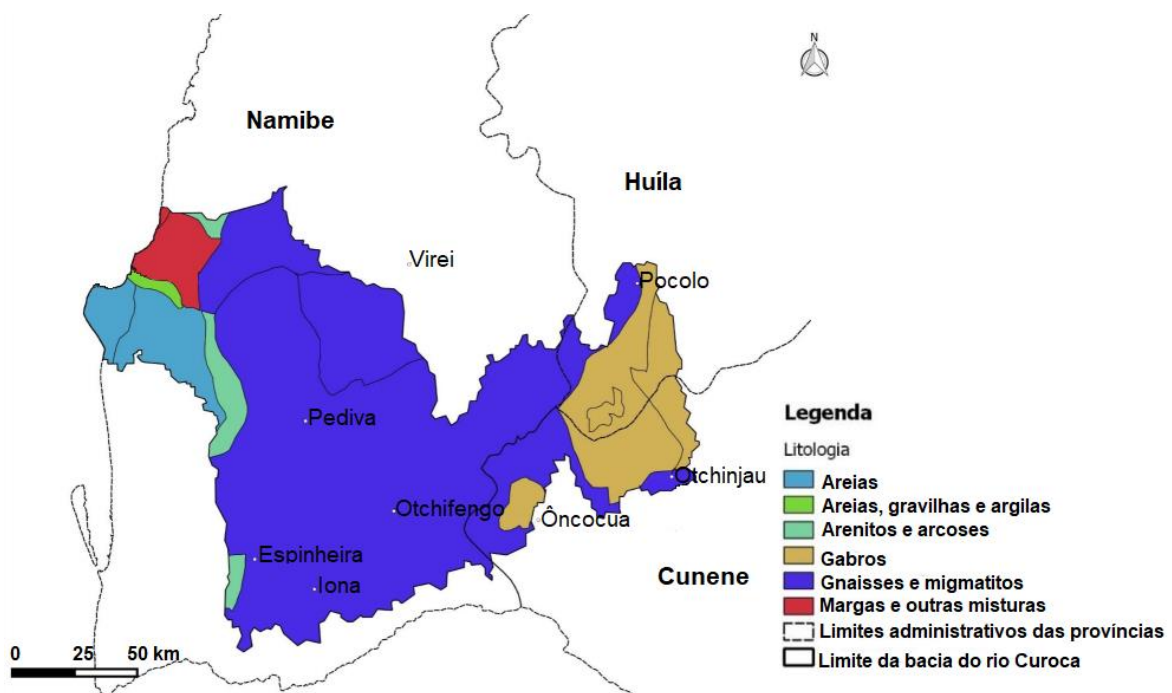 N
Namibe
Huíla
Virei
Pocolo
Pediva
Otchinjau
Otchifengo
Ôncocua
Espinheira
Iona
Cunene
0 25 50 km
Legenda
Litologia
Areias
Areias, gravilhas e argilas
Arenitos e arcoses
Gabros
Gnaisses e migmatitos
Margas e outras misturas
Limites administrativos das províncias
Limite da bacia do rio Curoca